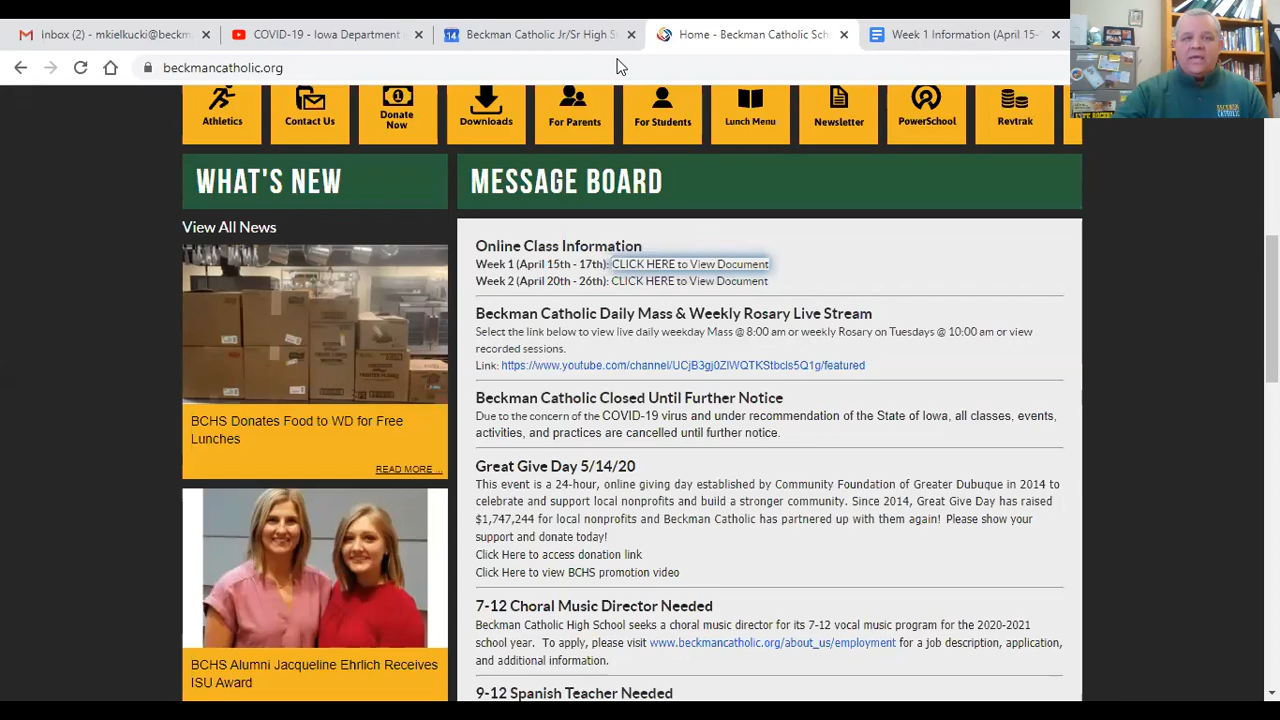 Inbox (2) - mkielkucki@beckm
COVID-19 - Iowa Department
14
Beckman Catholic Jr/Sr High S
Home - Beckman Catholic Sch
Week 1 Information (April 15-
beckmancatholic.org
Athletics
Contact Us
Donate
Now
Downloads
For Parents
For Students
Lunch Menu
Newsletter
PowerSchool
Revtrak
WHAT'S NEW
MESSAGE BOARD
View All News
BCHS Donates Food to WD for Free
Lunches
READ MORE ...
BCHS Alumni Jacqueline Ehrlich Receives
ISU Award
Online Class Information
Week 1 (April 15th - 17th): CLICK HERE to View Document
Week 2 (April 20th - 26th): CLICK HERE to View Document
Beckman Catholic Daily Mass & Weekly Rosary Live Stream
Select the link below to view live daily weekday Mass @ 8:00 am or weekly Rosary on Tuesdays @ 10:00 am or view
recorded sessions.
Link: https://www.youtube.com/channel/UCjB3gj0ZlWQTKStbcls5Q1g/featured
Beckman Catholic Closed Until Further Notice
Due to the concern of the COVID-19 virus and under recommendation of the State of Iowa, all classes, events,
activities, and practices are cancelled until further notice.
Great Give Day 5/14/20
This event is a 24-hour, online giving day established by Community Foundation of Greater Dubuque in 2014 to
celebrate and support local nonprofits and build a stronger community. Since 2014, Great Give Day has raised
$1,747,244 for local nonprofits and Beckman Catholic has partnered up with them again! Please show your
support and donate today!
Click Here to access donation link
Click Here to view BCHS promotion video
7-12 Choral Music Director Needed
Beckman Catholic High School seeks a choral music director for its 7-12 vocal music program for the 2020-2021
school year. To apply, please visit www.beckmancatholic.org/about_us/employment for a job description, application,
and additional information.
9-12 Spanish Teacher Needed